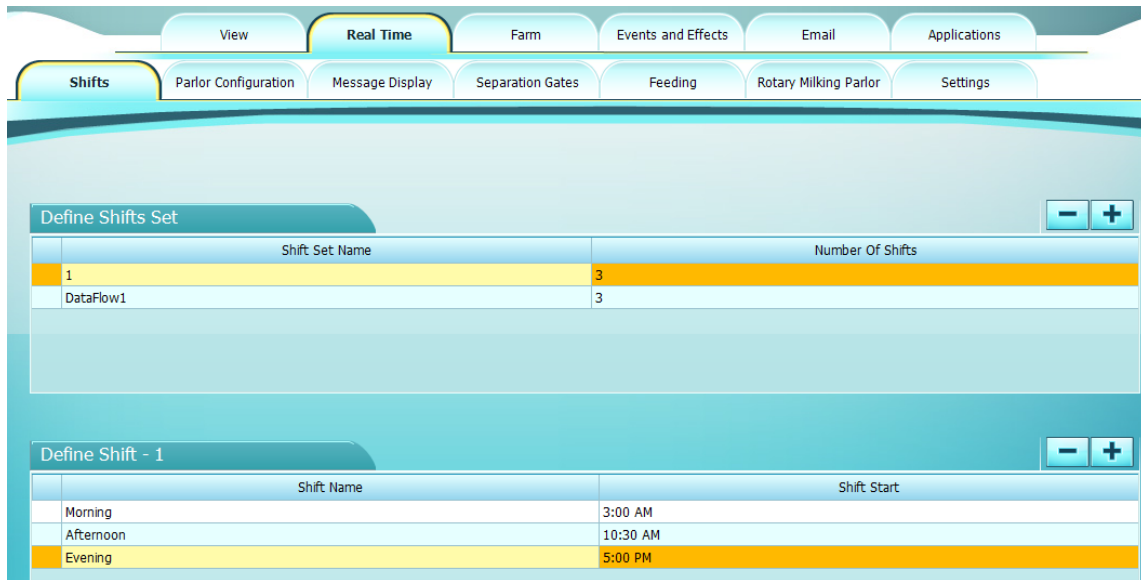 View Real Time Farm Events and Effects Email Applications
Shifts Parlor Configuration Message Display Separation Gates Feeding Rotary Milking Parlor Settings
Define Shifts Set
Shift Set Name Number Of Shifts
1 3
DataFlow1 3
Define Shift - 1
Shift Name Shift Start
Morning 3:00 AM
Afternoon 10:30 AM
Evening 5:00 PM